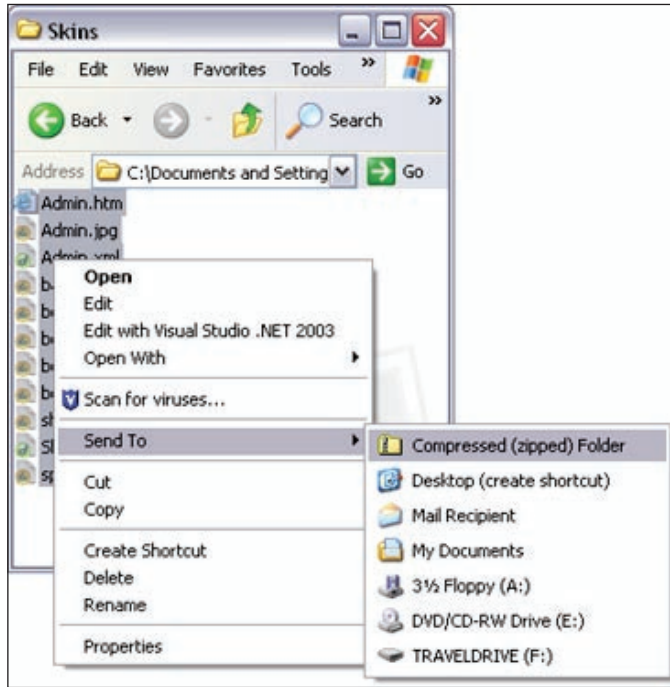 Skins
File Edit View Favorites Tools »
Back Search »
Address C:\Documents and Setting Go
Admin.htm
Admin.jpg
Admin.xml
Open
Edit
Edit with Visual Studio .NET 2003
Open With
Scan for viruses...
Send To
Cut
Copy
Create Shortcut
Delete
Rename
Properties
Compressed (zipped) Folder
Desktop (create shortcut)
Mail Recipient
My Documents
3½ Floppy (A:)
DVD/CD-RW Drive (E:)
TRAVELDRIVE (F:)